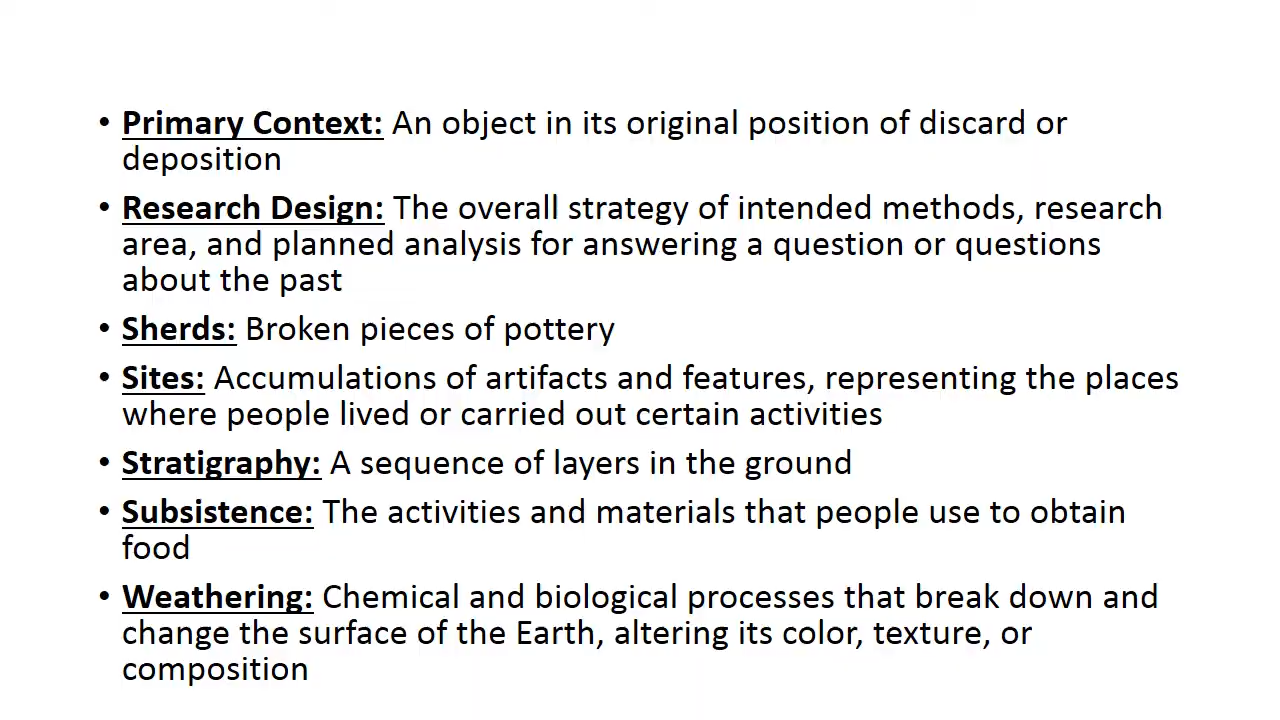 • Primary Context: An object in its original position of discard or
deposition
• Research Design: The overall strategy of intended methods, research
area, and planned analysis for answering a question or questions
about the past
• Sherds: Broken pieces of pottery
• Sites: Accumulations of artifacts and features, representing the places
where people lived or carried out certain activities
• Stratigraphy: A sequence of layers in the ground
• Subsistence: The activities and materials that people use to obtain
food
• Weathering: Chemical and biological processes that break down and
change the surface of the Earth, altering its color, texture, or
composition